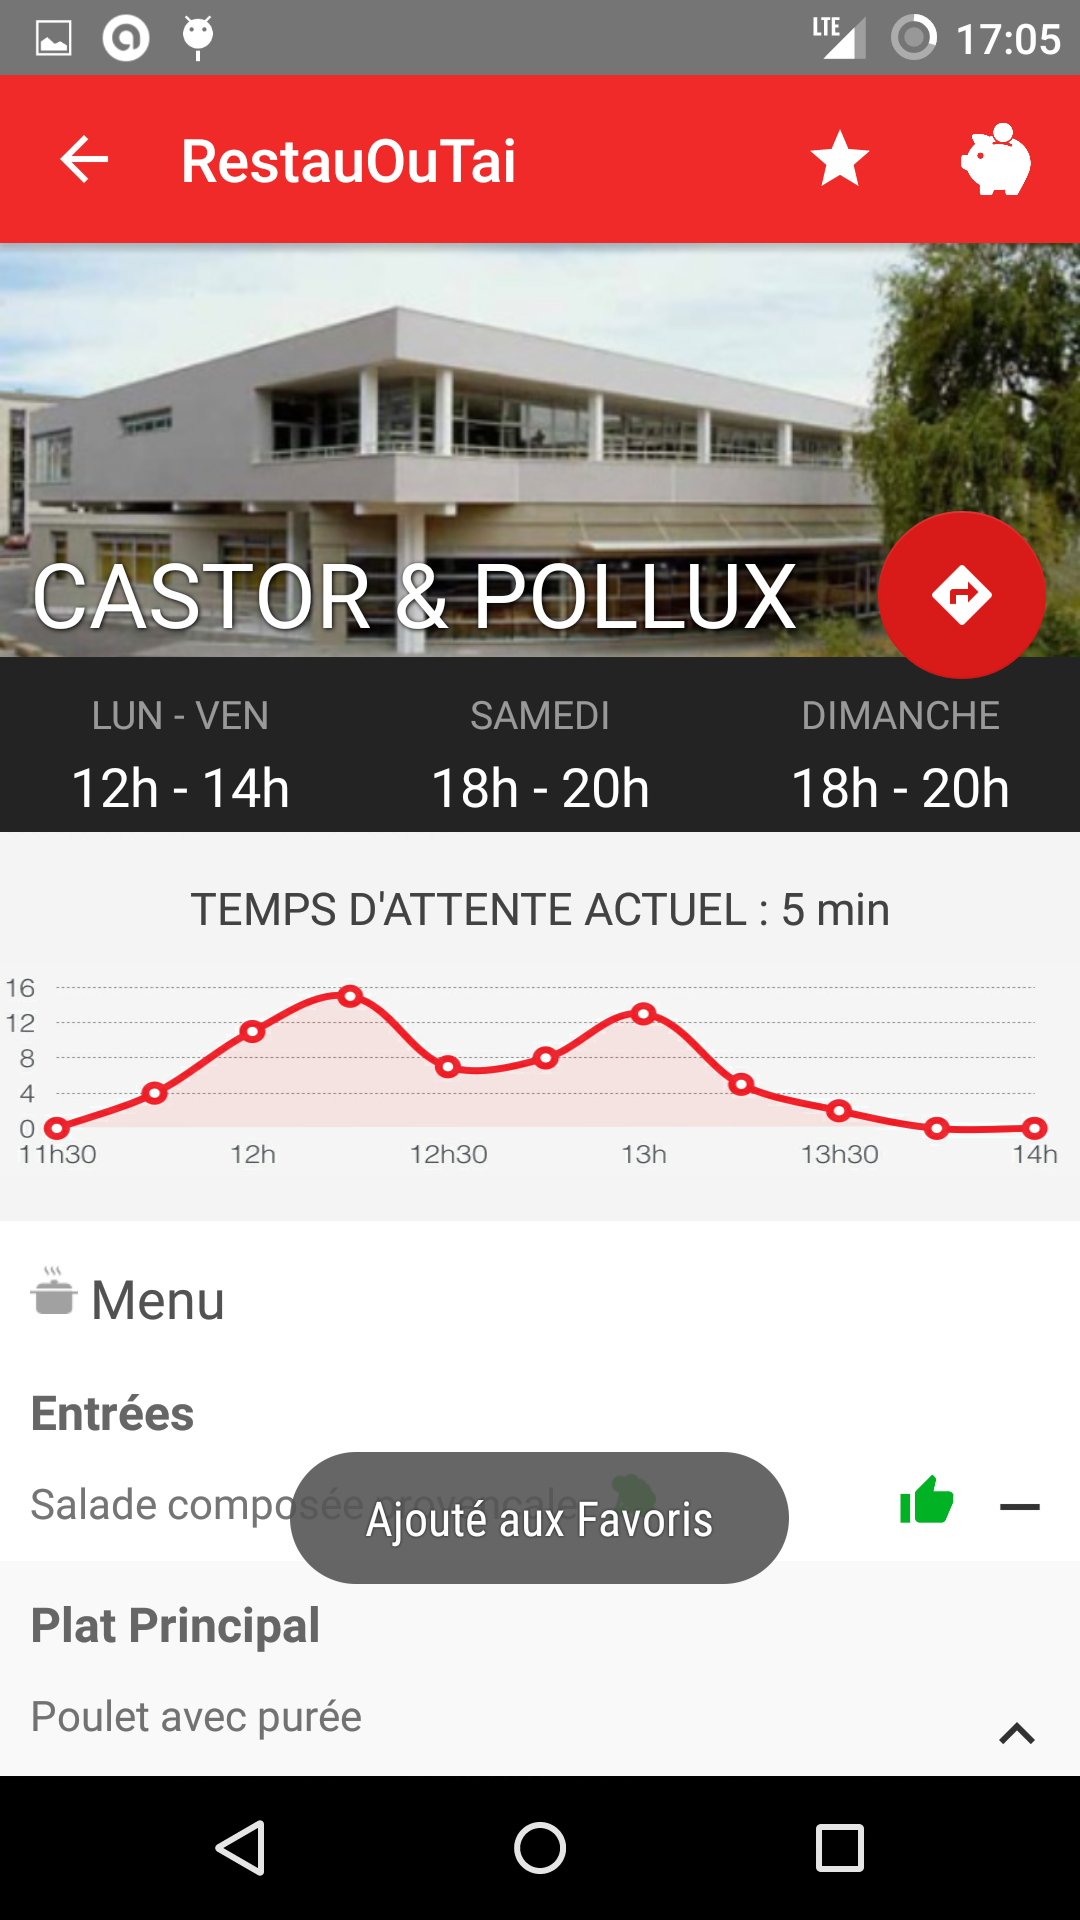 LTE 17:05
RestauOuTai
CASTOR & POLLUX
LUN - VEN SAMEDI DIMANCHE
12h - 14h 18h - 20h 18h - 20h
TEMPS D'ATTENTE ACTUEL : 5 min
16
12
8
4
0
11h30 12h 12h30 13h 13h30 14h
Menu
Entrées
Salade composée provencale
Ajouté aux Favoris
Plat Principal
Poulet avec purée